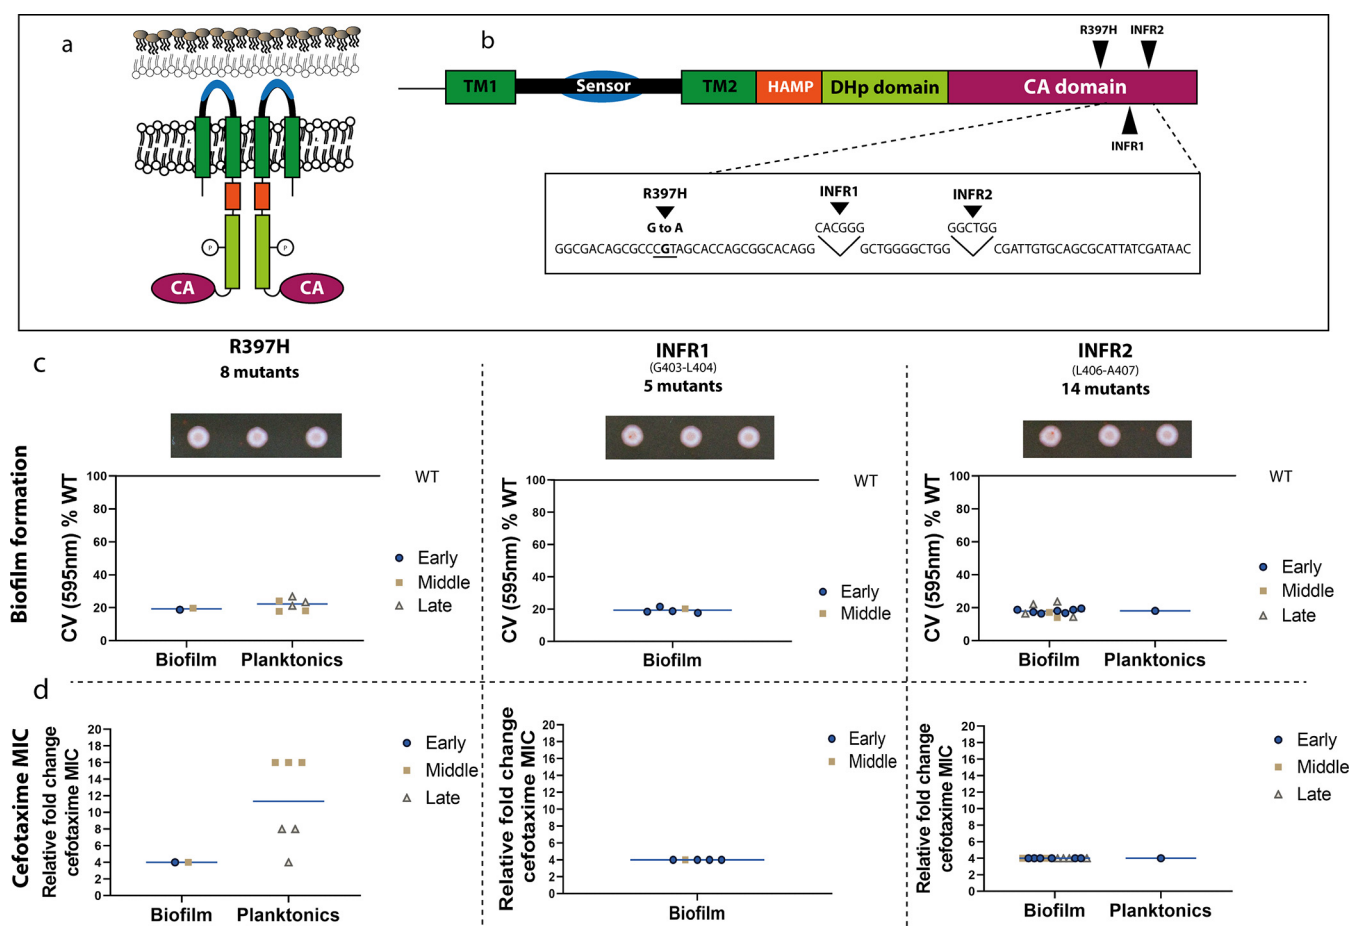 a
P
P
CA
CA
b
R397H
INFR2
TM1
Sensor
TM2
HAMP
DHp domain
CA domain
INFR1
R397H
INFR1
INFR2
G to A
CACGGG
GGCTGG
GGCGACAGCGCCCGTAGCACCAGCGGCACAGG
GCTGGGGCTGG
CGATTGTGCAGCGCATTATCGATAAC
c
R397H
8 mutants
INFR1
(G403-L404)
5 mutants
INFR2
(L406-A407)
14 mutants
Biofilm formation
CV (595nm) % WT
100
80
60
40
20
0
WT
Early
Middle
Late
Biofilm
Planktonics
CV (595nm) % WT
100
80
60
40
20
0
WT
Early
Middle
Biofilm
CV (595nm) % WT
100
80
60
40
20
0
WT
Early
Middle
Late
Biofilm
Planktonics
d
Cefotaxime MIC
Relative fold change
cefotaxime MIC
20
18
16
14
12
10
8
6
4
2
0
Early
Middle
Late
Biofilm
Planktonics
Relative fold change
cefotaxime MIC
20
18
16
14
12
10
8
6
4
2
0
Early
Middle
Biofilm
Relative fold change
cefotaxime MIC
20
18
16
14
12
10
8
6
4
2
0
Early
Middle
Late
Biofilm
Planktonics